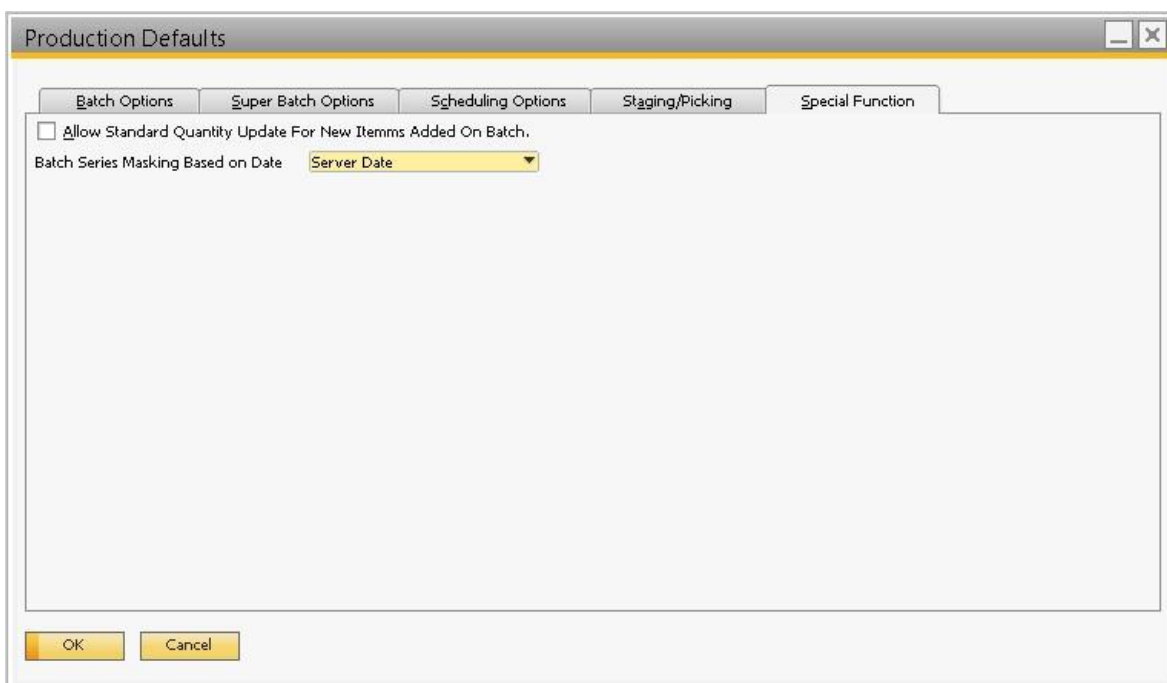 Production Defaults
Batch Options Super Batch Options Scheduling Options Staging/Picking Special Function
Allow Standard Quantity Update For New Itemms Added On Batch.
Batch Series Masking Based on Date Server Date
OK Cancel